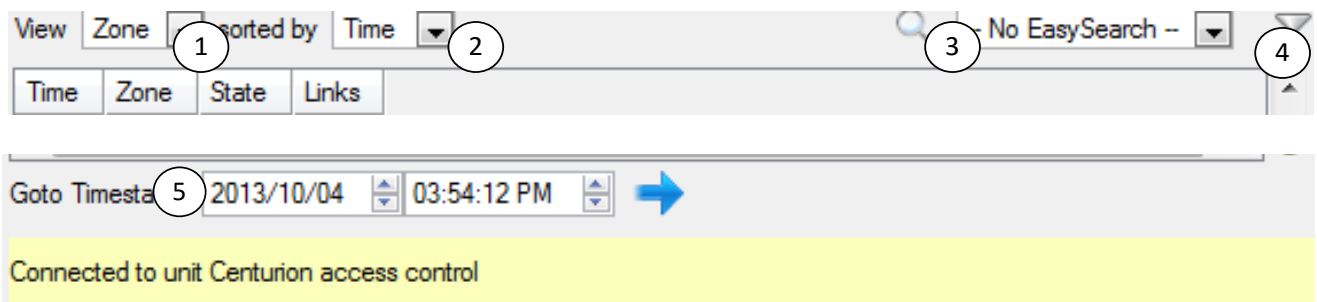 View Zone 1 sorted by Time 2 3 -- No EasySearch -- 4
Time Zone State Links
Goto Timesta 5 2013/10/04 03:54:12 PM
Connected to unit Centurion access control